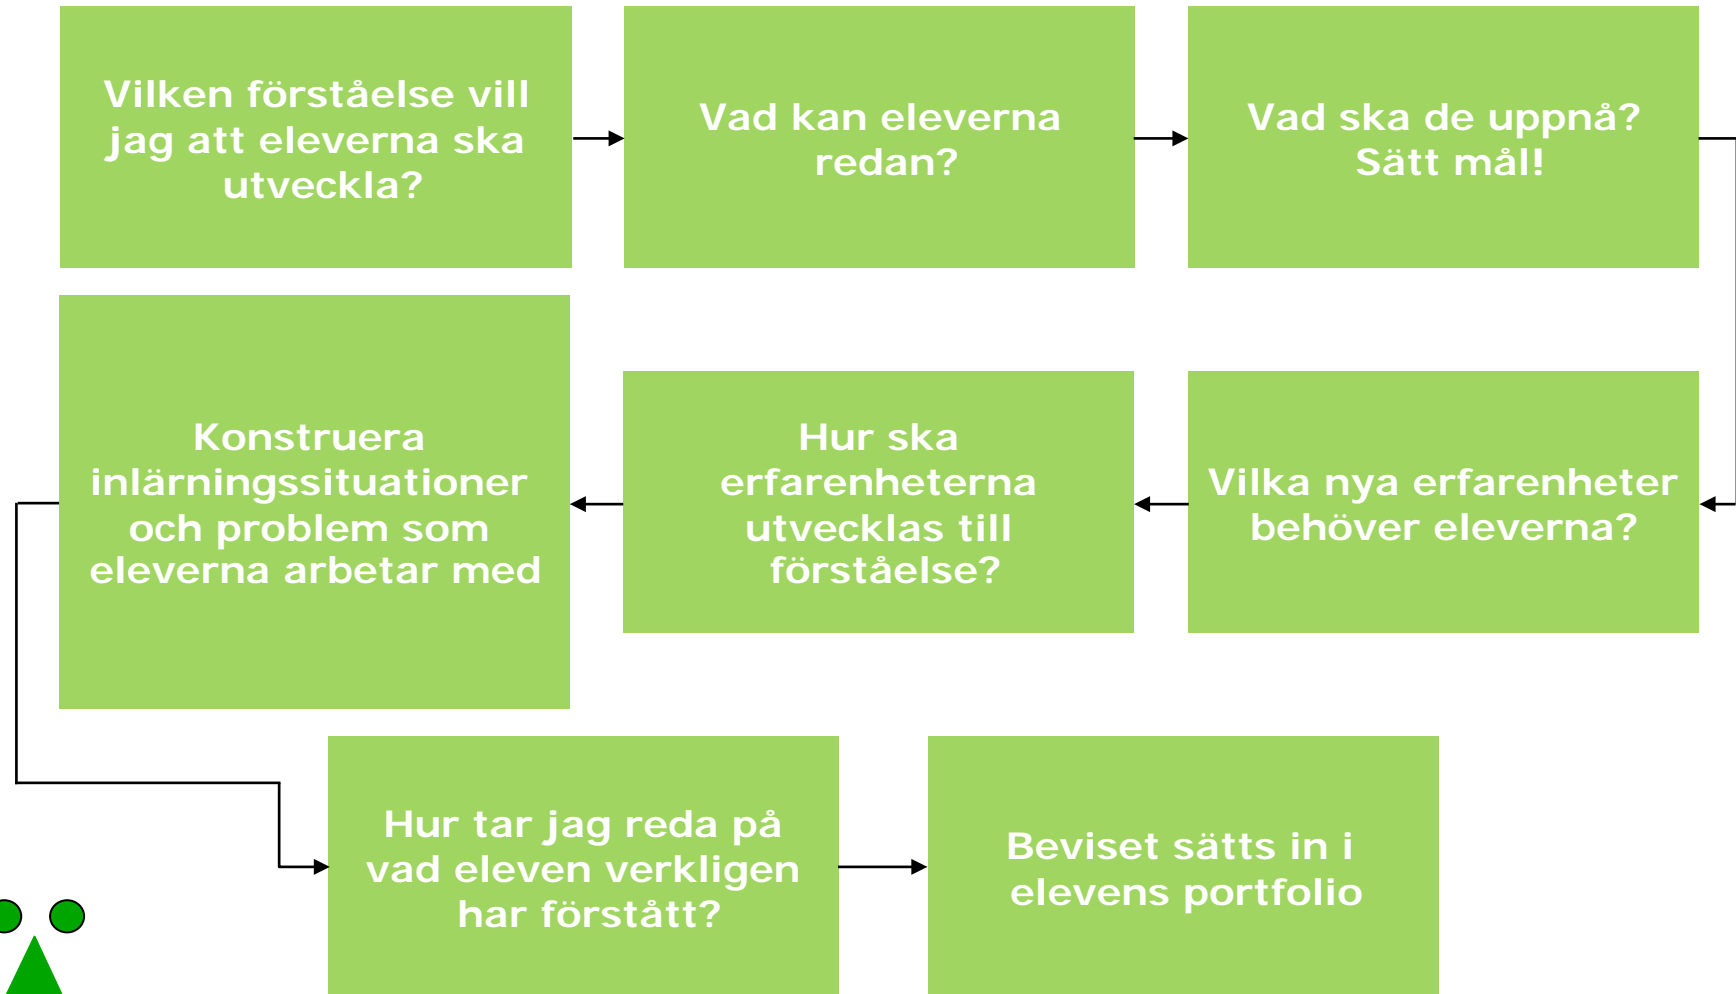 Vilken förståelse vill
jag att eleverna ska
utveckla?
Vad kan eleverna
redan?
Vad ska de uppnå?
Sätt mål!
Vilka nya erfarenheter
behöver eleverna?
Hur ska
erfarenheterna
utvecklas till
förståelse?
Konstruera
inlärningssituationer
och problem som
eleverna arbetar med
Hur tar jag reda på
vad eleven verkligen
har förstått?
Beviset sätts in i
elevens portfolio